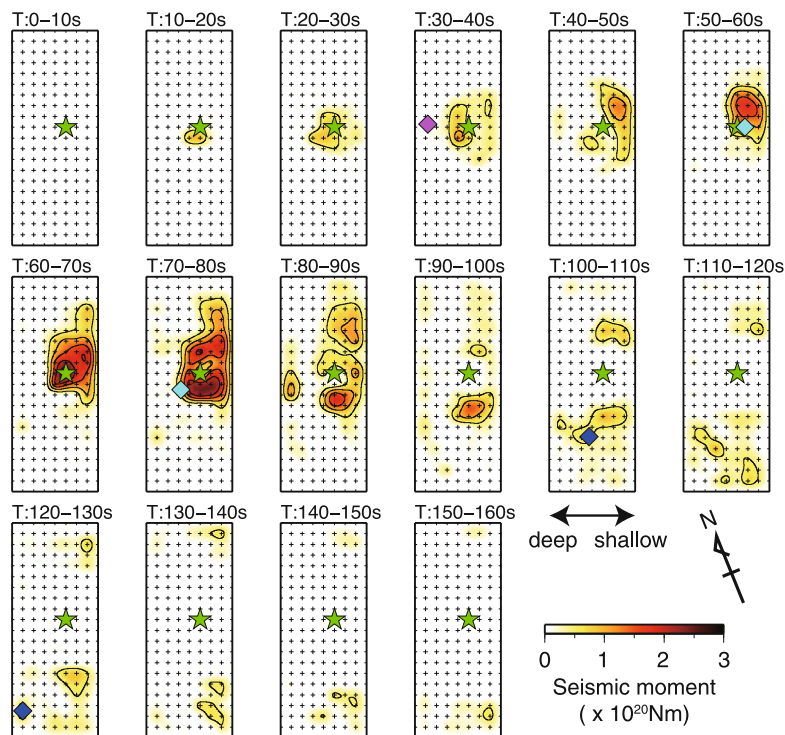 T:0–10s T:10–20s T:20–30s T:30–40s T:40–50s T:50–60s
T:60–70s T:70–80s T:80–90s T:90–100s T:100–110s T:110–120s
T:120–130s T:130–140s T:140–150s T:150–160s
deep shallow
N
0 1 2 3
Seismic moment
( x 10²⁰Nm)